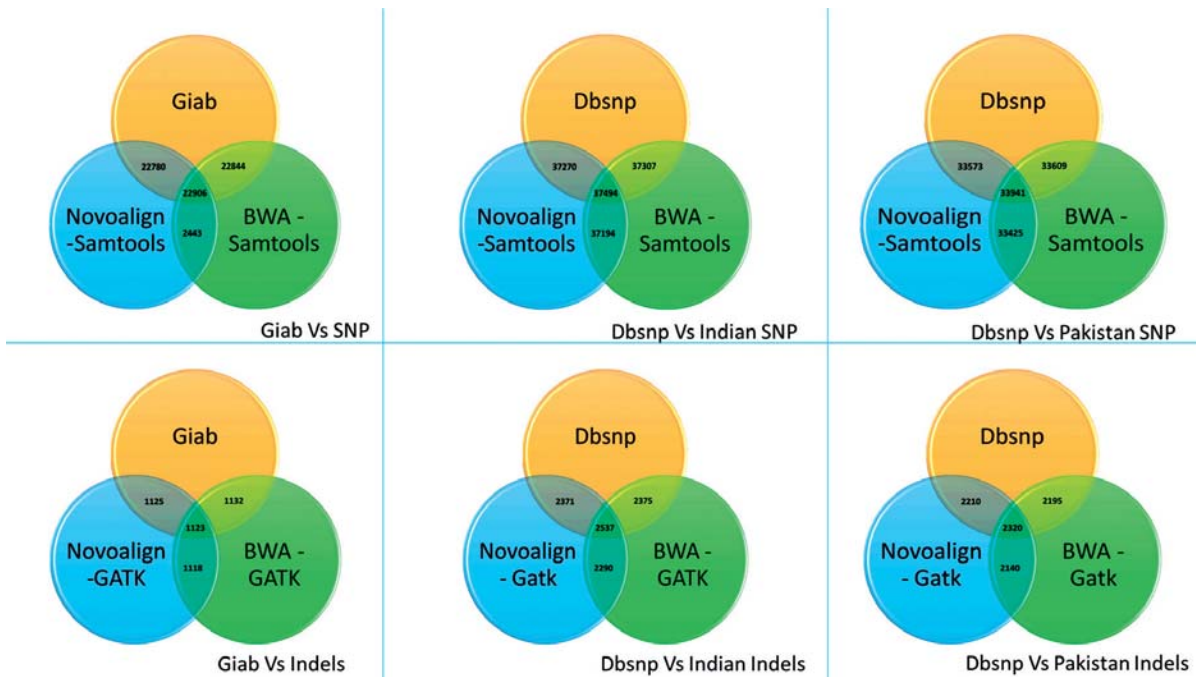 Giab
22780
22844
22906
Novoalign
-Samtools
BWA -
Samtools
2443
Giab Vs SNP
Dbsnp
37270
37307
37494
Novoalign
-Samtools
BWA -
Samtools
37194
Dbsnp Vs Indian SNP
Dbsnp
33573
33609
33941
Novoalign
-Samtools
BWA -
Samtools
33425
Dbsnp Vs Pakistan SNP
Giab
1125
1132
1123
Novoalign
-GATK
BWA -
GATK
1118
Giab Vs Indels
Dbsnp
2371
2375
2537
Novoalign
- Gatk
BWA -
GATK
2290
Dbsnp Vs Indian Indels
Dbsnp
2210
2195
2320
Novoalign
- Gatk
BWA -
Gatk
2140
Dbsnp Vs Pakistan Indels